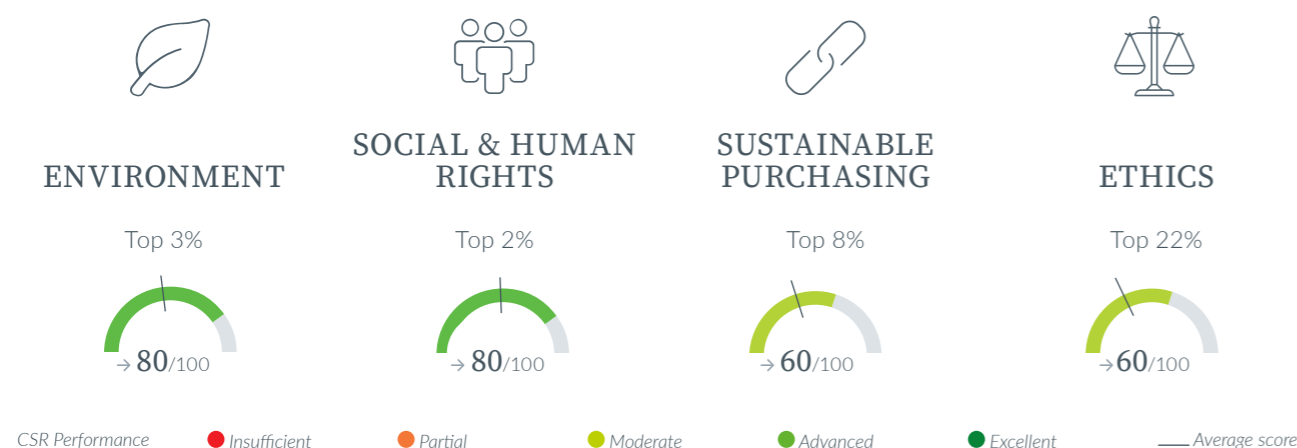 ENVIRONMENT
SOCIAL & HUMAN
RIGHTS
SUSTAINABLE
PURCHASING
ETHICS
Top 3%
Top 2%
Top 8%
Top 22%
→ 80/100
→ 80/100
→ 60/100
→ 60/100
CSR Performance
Insufficient
Partial
Moderate
Advanced
Excellent
Average score